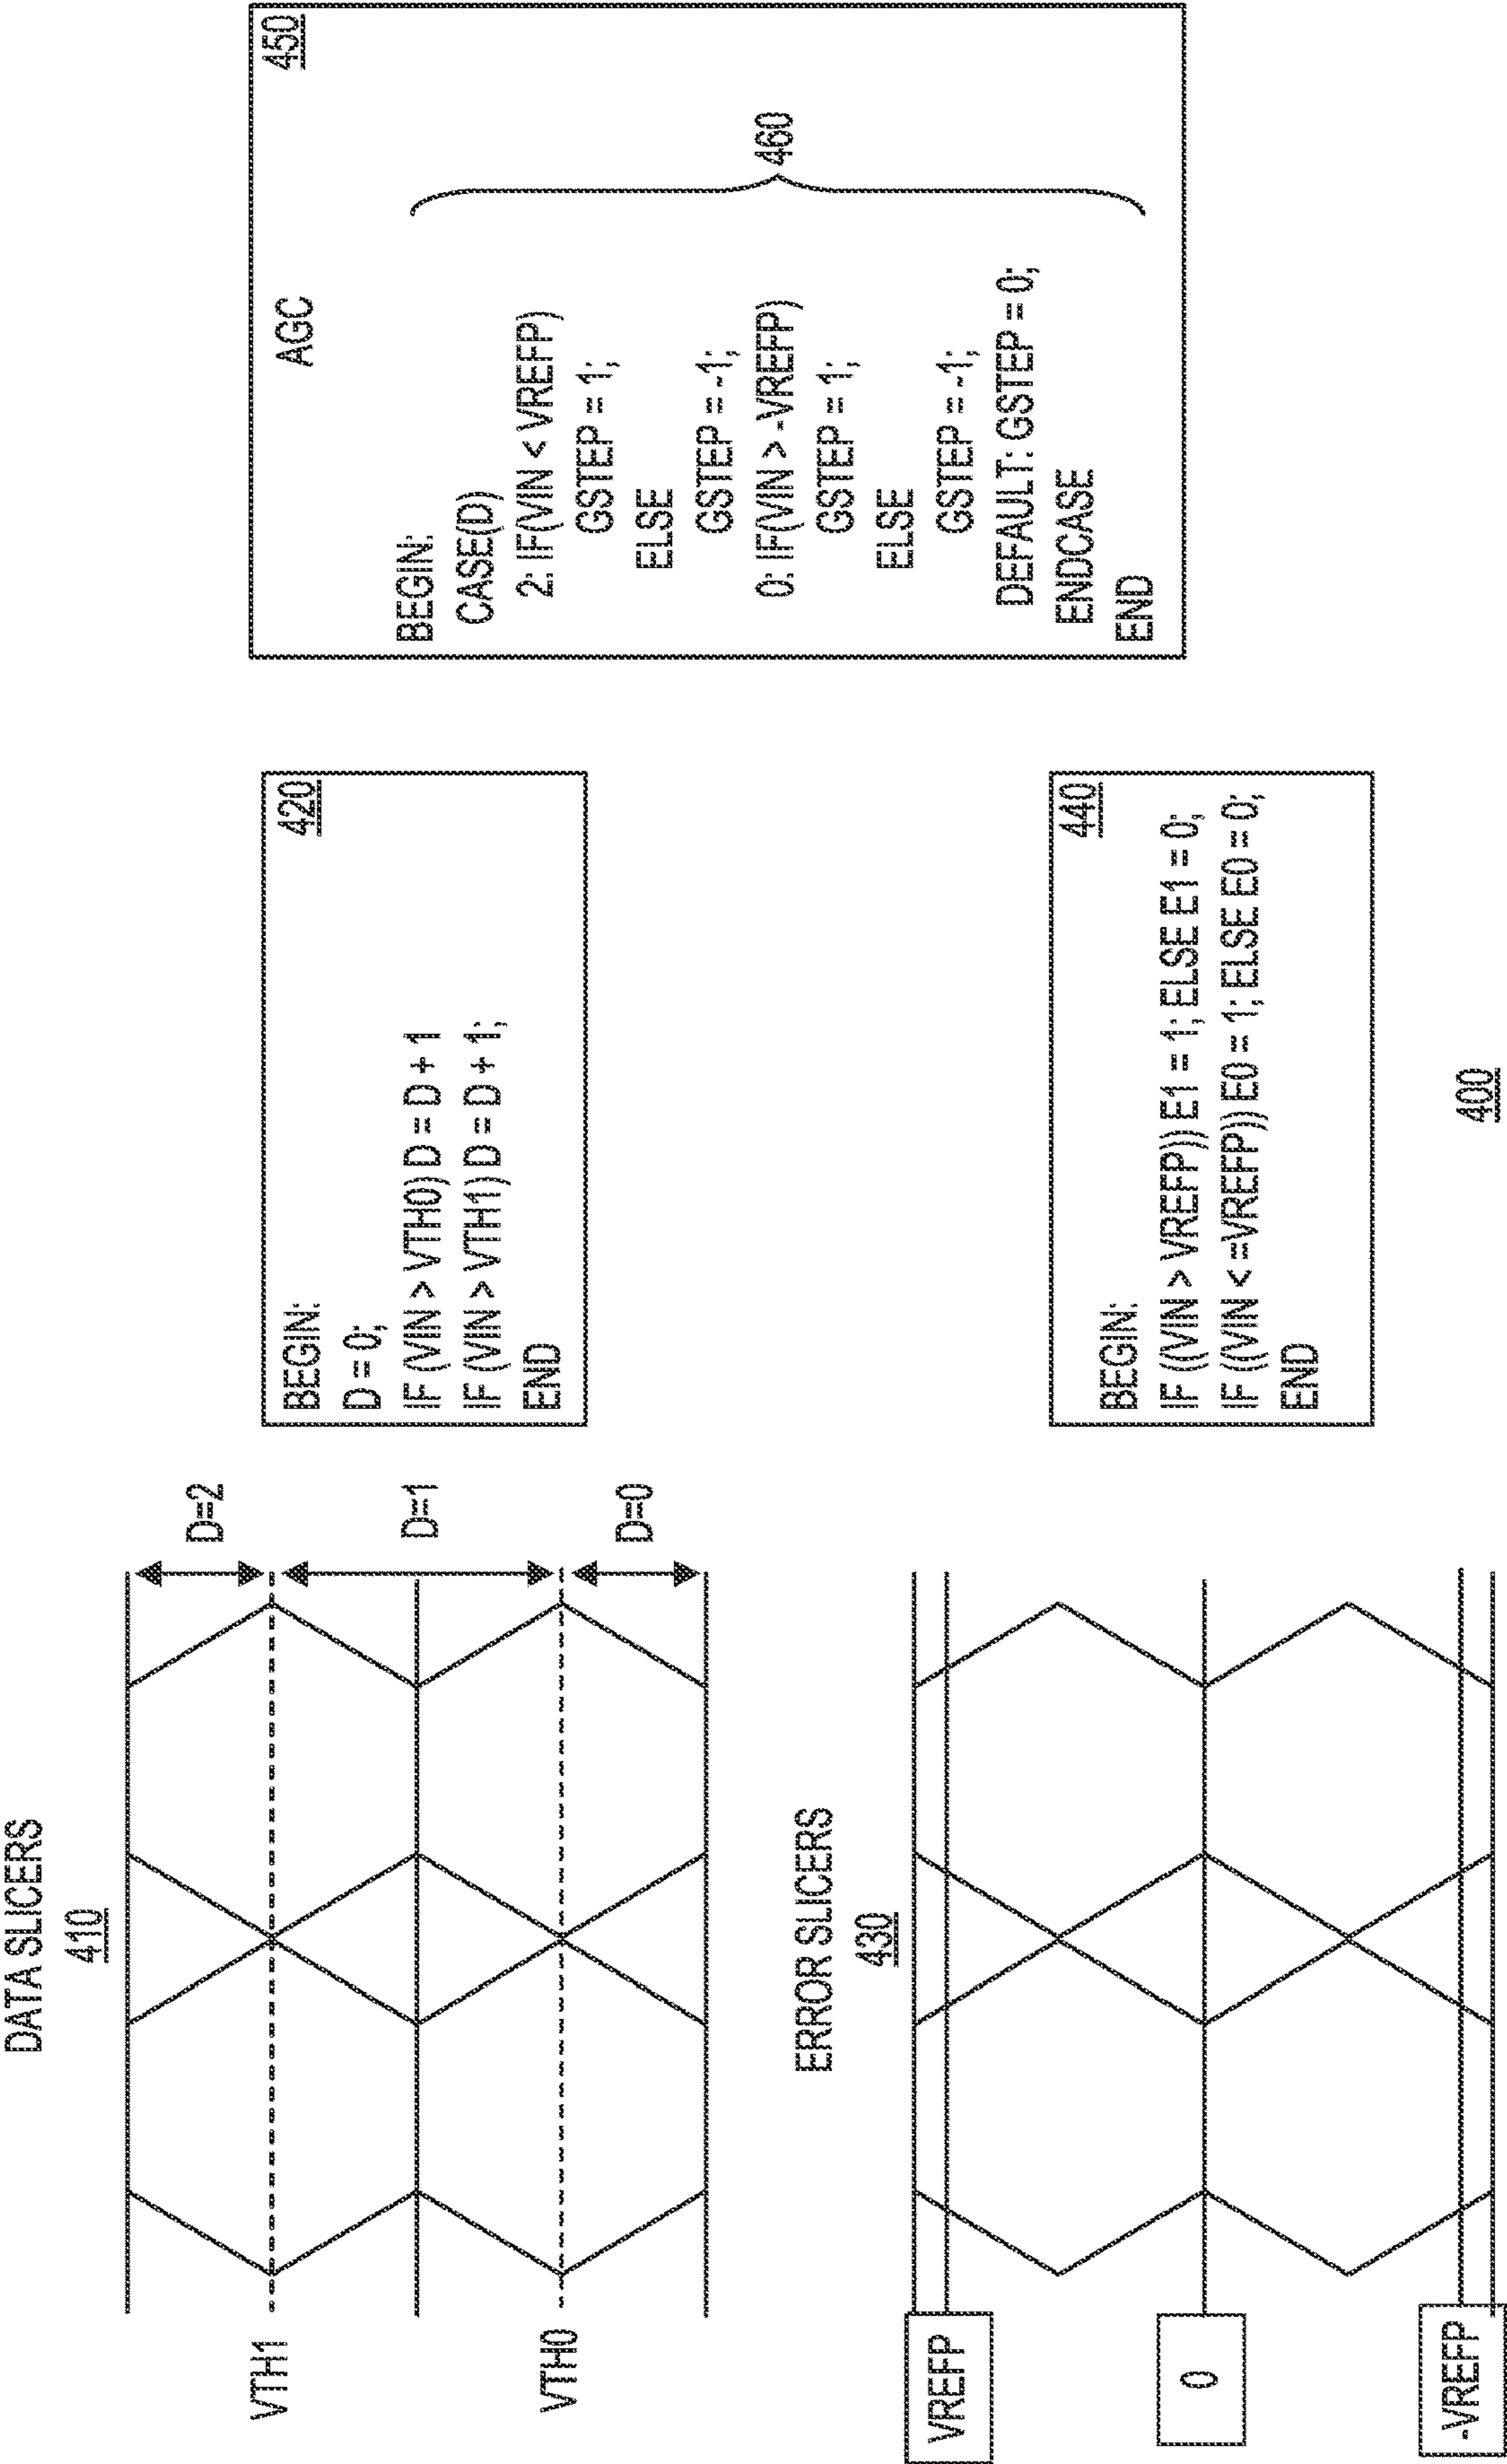 DATA SLICERS
410
VTH1
VTH0
D=2
D=1
D=0
420
BEGIN:
D = 0;
IF (VIN > VTH0) D = D + 1
IF (VIN > VTH1) D = D + 1;
END
ERROR SLICERS
430
VREFP
0
-VREFP
440
BEGIN:
IF ((VIN > VREFP)) E1 = 1; ELSE E1 = 0;
IF ((VIN < =VREFP)) E0 = 1; ELSE E0 = 0;
END
450
AGC
BEGIN:
CASE(D)
2: IF(VIN < VREFP)
GSTEP = 1;
ELSE
GSTEP = -1;
0: IF(VIN > -VREFP)
GSTEP = 1;
ELSE
GSTEP = -1;
DEFAULT: GSTEP = 0;
ENDCASE
END
460
400